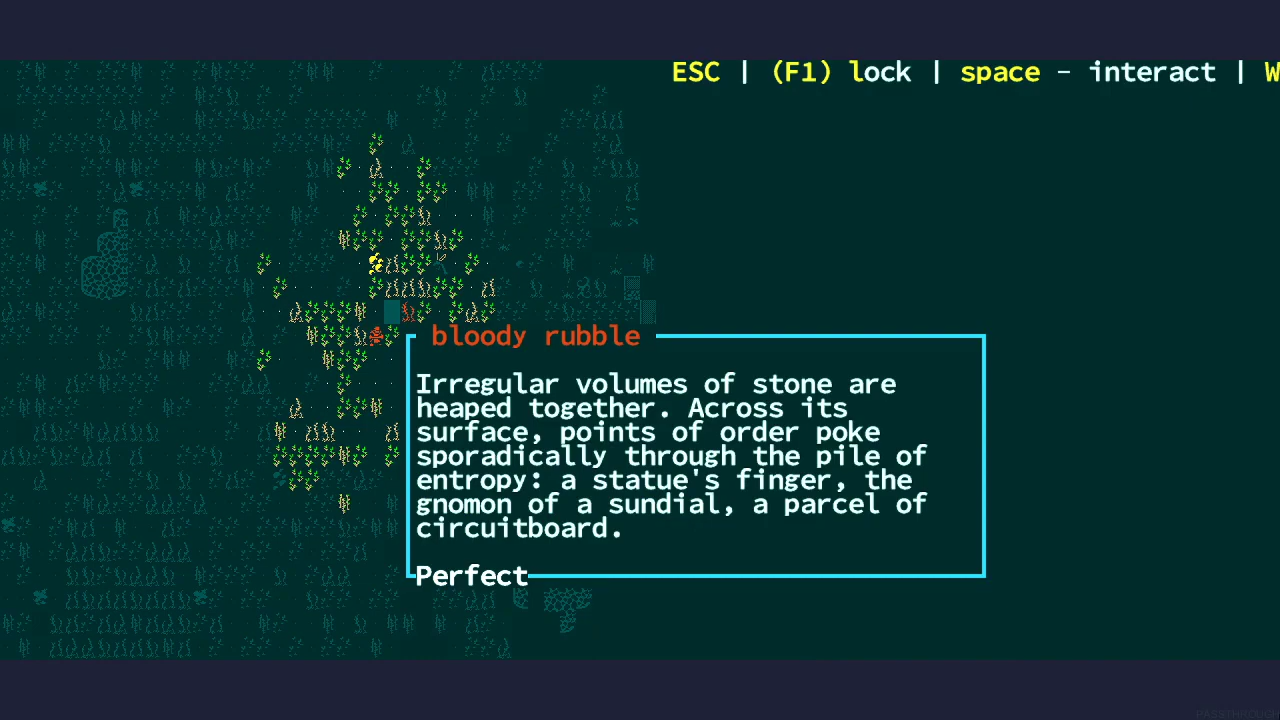 ESC | (F1) lock | space - interact | W
bloody rubble
Irregular volumes of stone are
heaped together. Across its
surface, points of order poke
sporadically through the pile of
entropy: a statue's finger, the
gnomon of a sundial, a parcel of
circuitboard.
Perfect